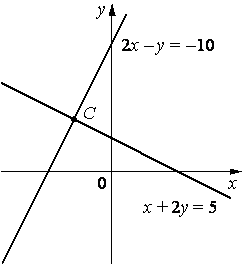 y
2x – y = –10
C
0
x
x + 2y = 5